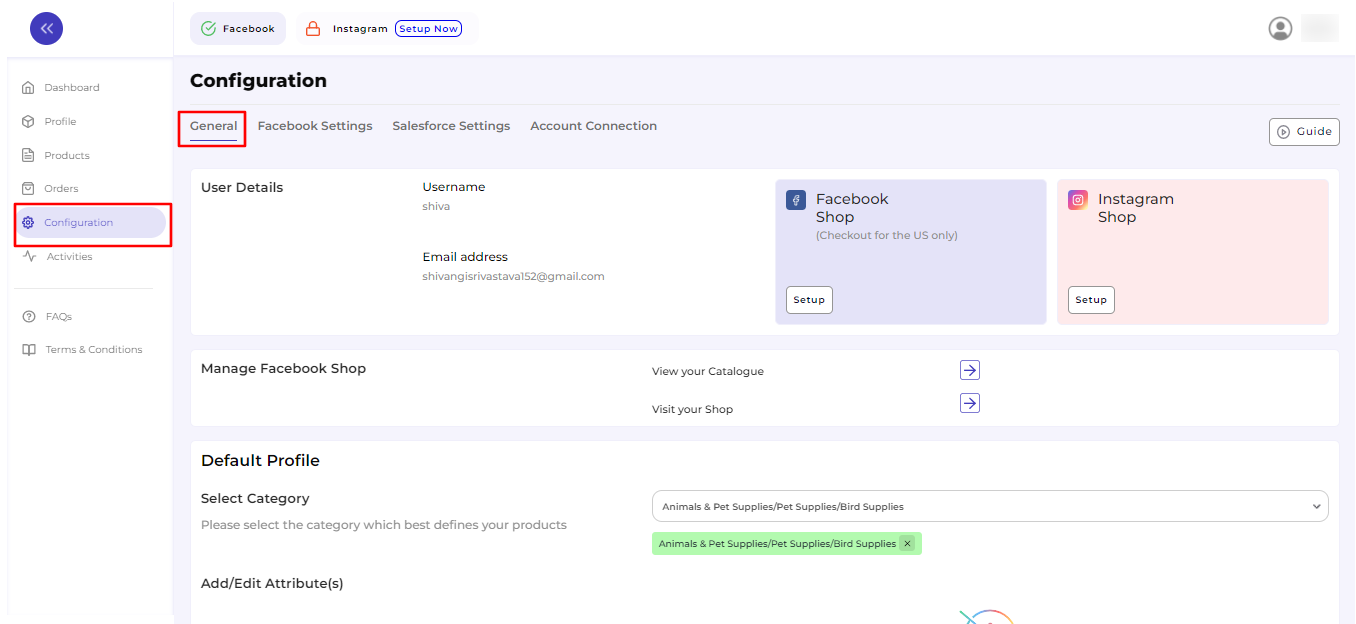 Facebook
Instagram Setup Now
Dashboard
Profile
Products
Orders
Configuration
Activities
FAQs
Terms & Conditions
Configuration
General Facebook Settings Salesforce Settings Account Connection
Guide
User Details
Username
shiva
Email address
shivangisrivastava152@gmail.com
Facebook
Shop
(Checkout for the US only)
Setup
Instagram
Shop
Setup
Manage Facebook Shop
View your Catalogue
Visit your Shop
Default Profile
Select Category
Please select the category which best defines your products
Animals & Pet Supplies/Pet Supplies/Bird Supplies
Animals & Pet Supplies/Pet Supplies/Bird Supplies
Add/Edit Attribute(s)